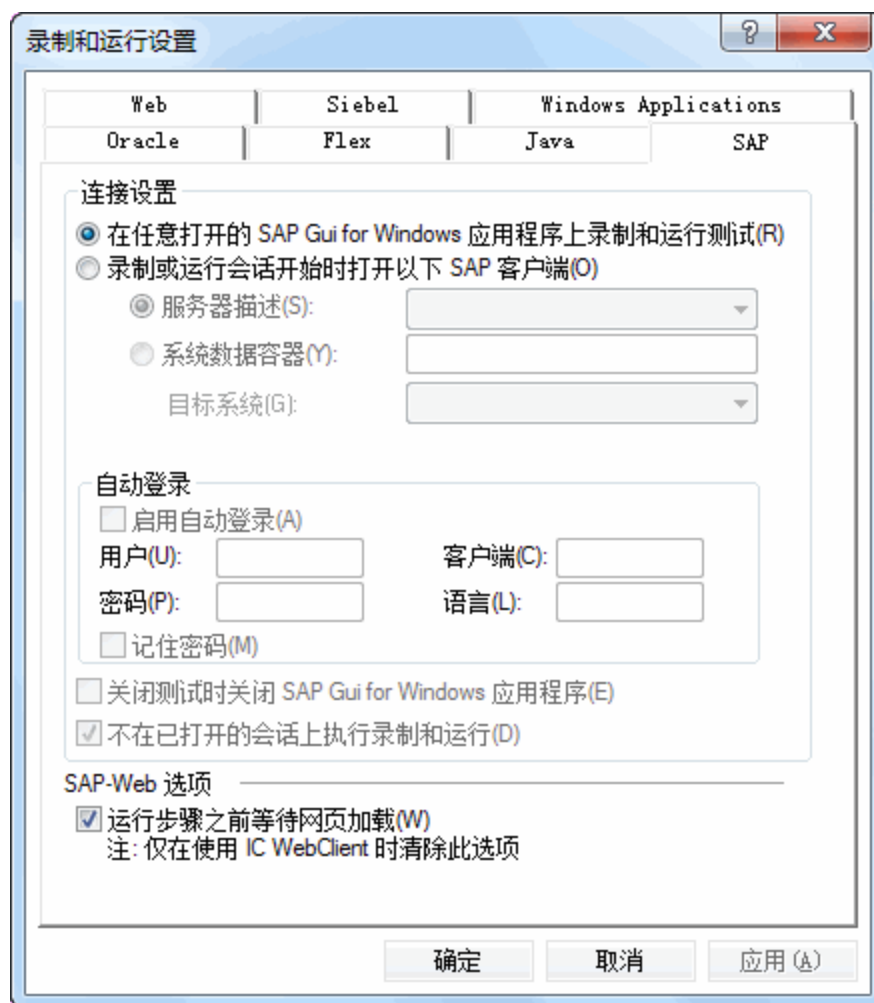 录制和运行设置
Web Siebel Windows Applications
Oracle Flex Java SAP
连接设置
在任意打开的 SAP Gui for Windows 应用程序上录制和运行测试(R)
录制或运行会话开始时打开以下 SAP 客户端(O)
服务器描述(S):
系统数据容器(Y):
目标系统(G):
自动登录
启用自动登录(A)
用户(U): 客户端(C):
密码(P): 语言(L):
记住密码(M)
关闭测试时关闭 SAP Gui for Windows 应用程序(E)
不在已打开的会话上执行录制和运行(D)
SAP-Web 选项
运行步骤之前等待网页加载(W)
注: 仅在使用 IC WebClient 时清除此选项
确定 取消 应用(A)